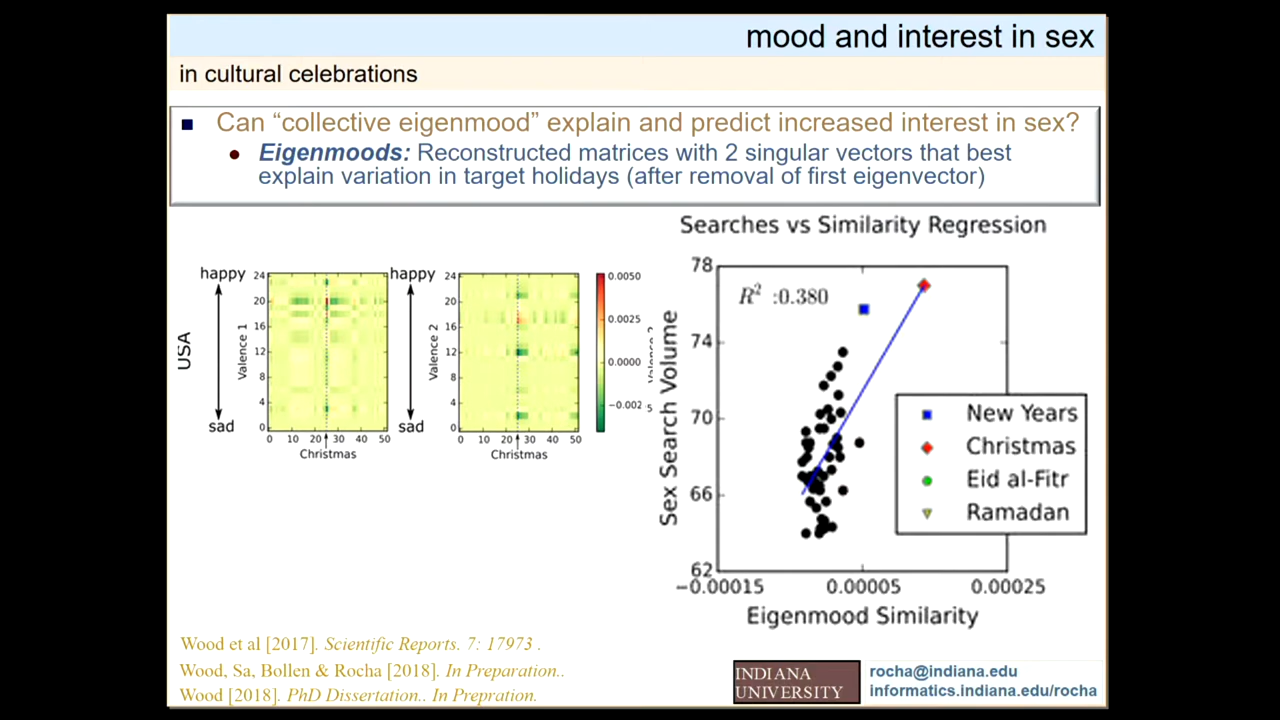 mood and interest in sex
in cultural celebrations
Can “collective eigenmood” explain and predict increased interest in sex?
Eigenmoods: Reconstructed matrices with 2 singular vectors that best
explain variation in target holidays (after removal of first eigenvector)
Searches vs Similarity Regression
USA
happy
sad
Valence 1
24
20
16
12
8
4
0
0 10 20 30 40 50
Christmas
happy
sad
Valence 2
24
20
16
12
8
4
0
0 10 20 30 40 50
Christmas
0.0050
0.0025
0.0000
−0.0025
Sex Search Volume
78
74
70
66
62
R² :0.380
New Years
Christmas
Eid al-Fitr
Ramadan
−0.00015 0.00005 0.00025
Eigenmood Similarity
Wood et al [2017]. Scientific Reports. 7: 17973 .
Wood, Sa, Bollen & Rocha [2018]. In Preparation..
Wood [2018]. PhD Dissertation.. In Prepration.
INDIANA
UNIVERSITY
rocha@indiana.edu
informatics.indiana.edu/rocha